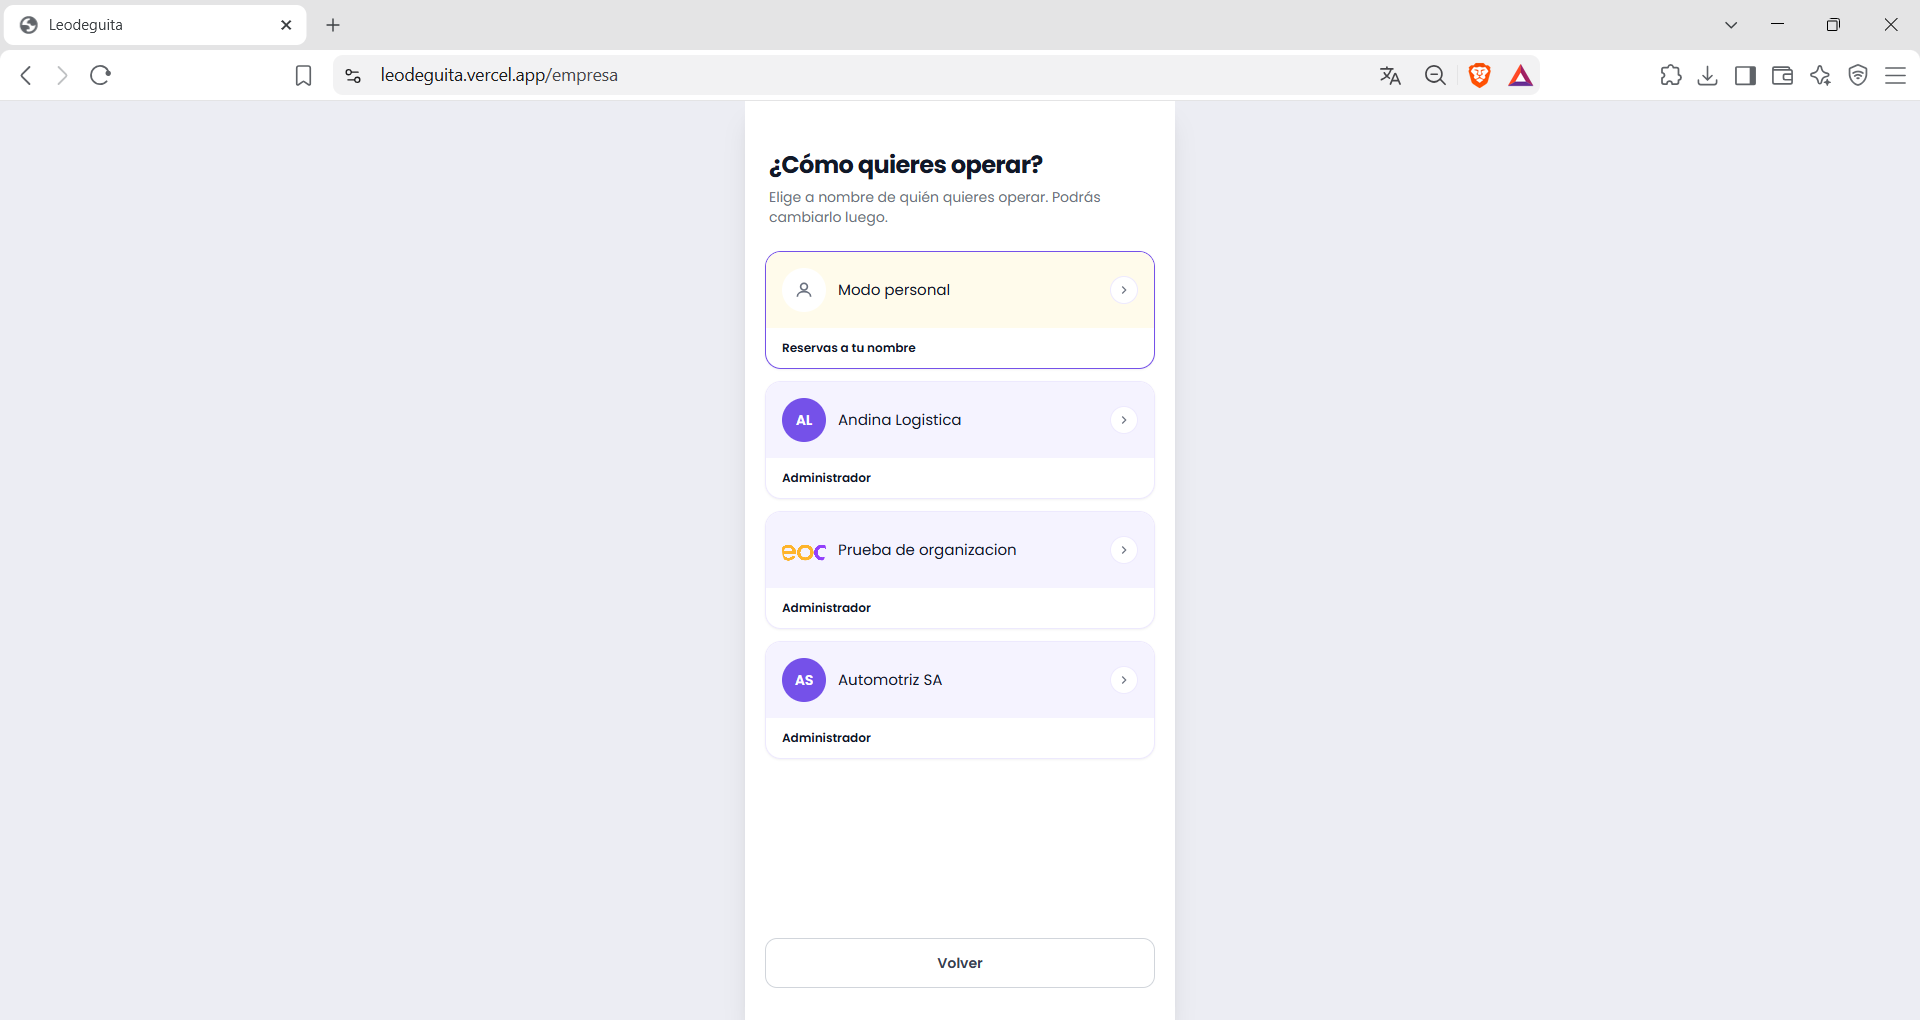 Leodeguita
leodeguita.vercel.app/empresa
¿Cómo quieres operar?
Elige a nombre de quién quieres operar. Podrás
cambiarlo luego.
Modo personal
Reservas a tu nombre
AL Andina Logistica
Administrador
eoc Prueba de organizacion
Administrador
AS Automotriz SA
Administrador
Volver